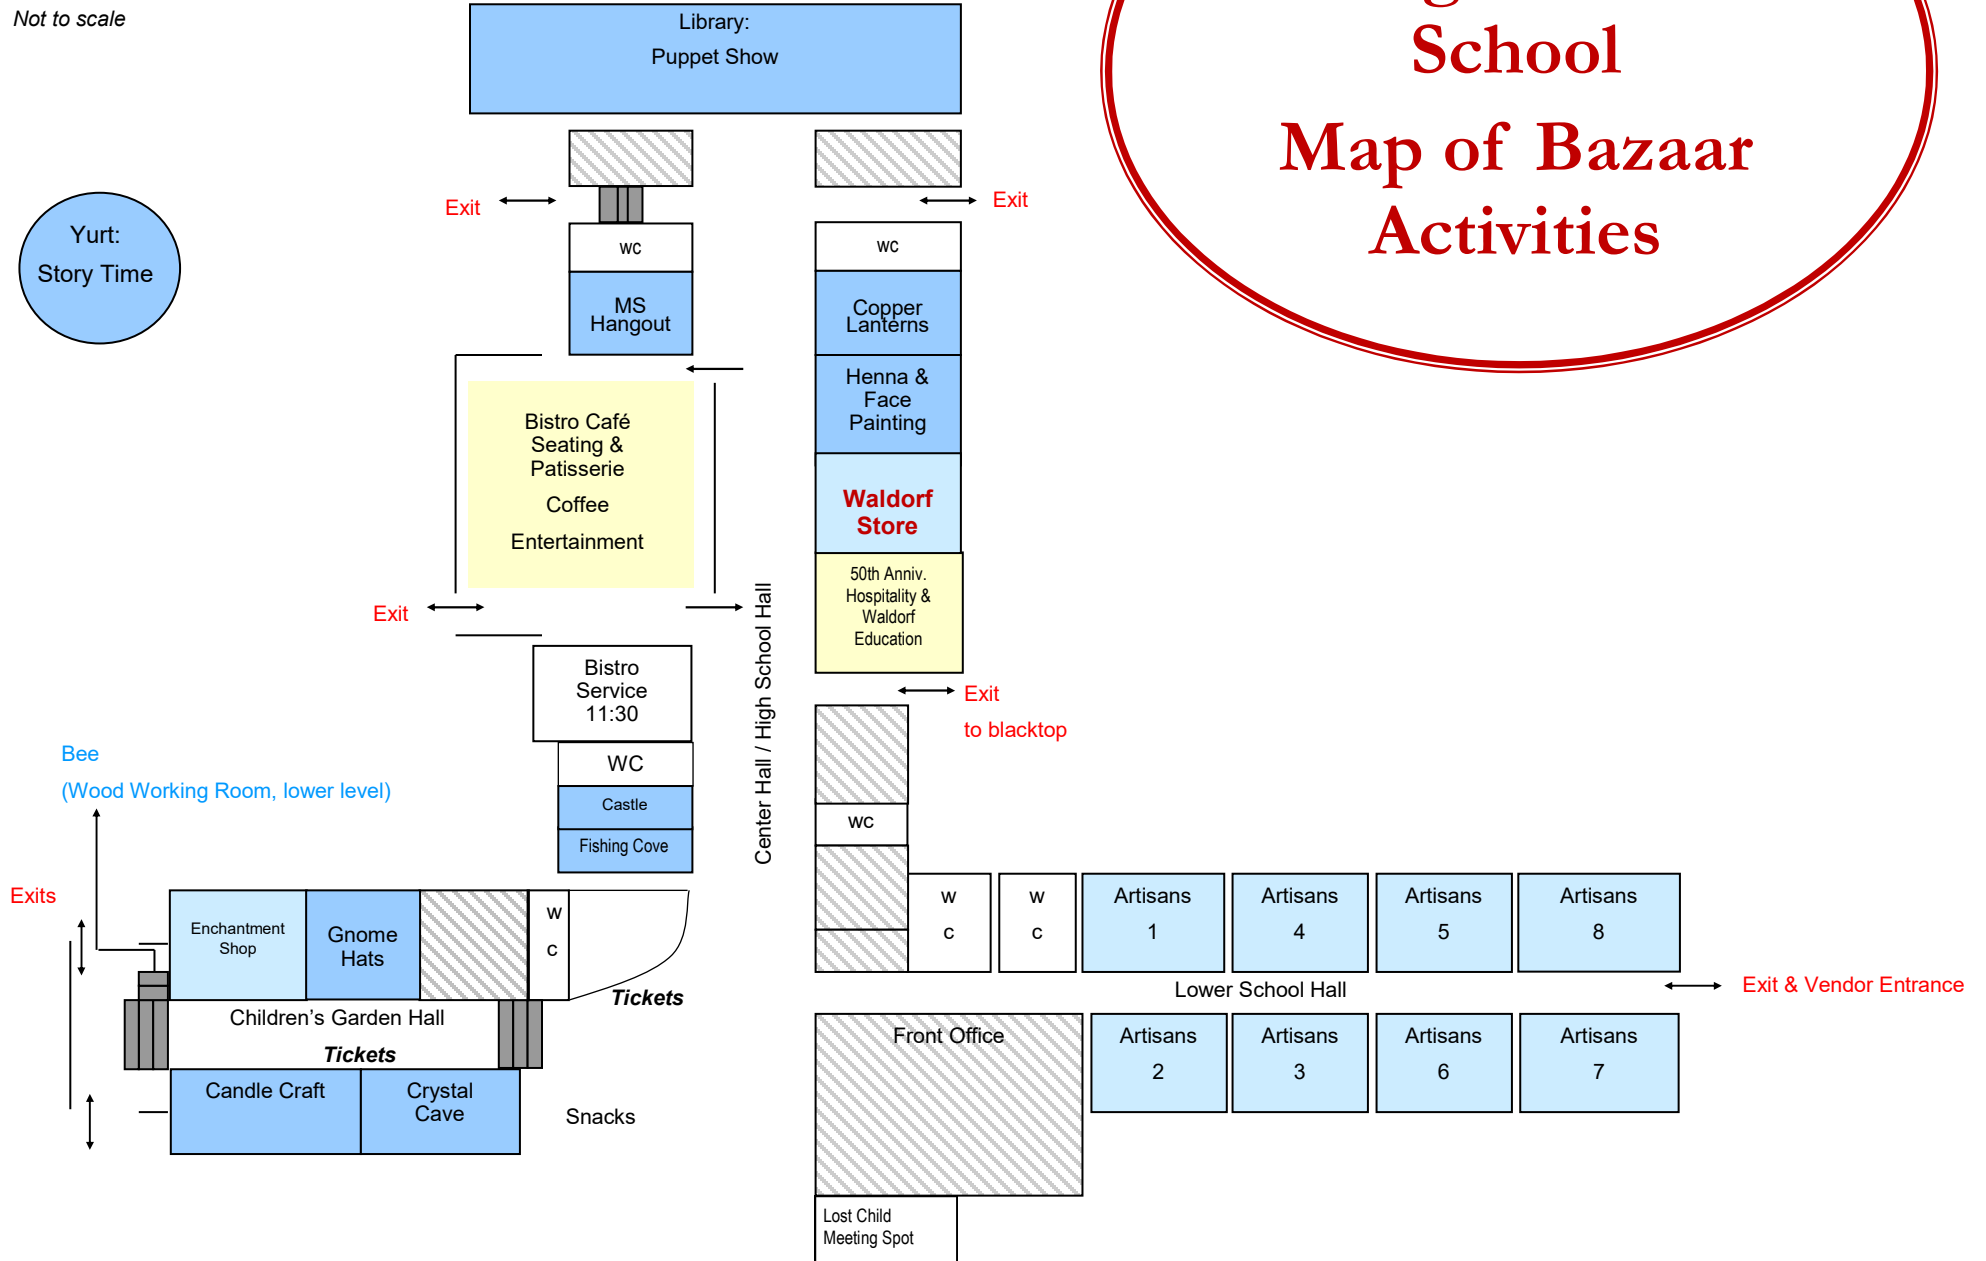 Not to scale
Library:
Puppet Show
School
Map of Bazaar
Activities
Exit
Exit
Yurt:
Story Time
wc
wc
MS
Hangout
Copper
Lanterns
Henna &
Face
Painting
Bistro Café
Seating &
Patisserie
Coffee
Entertainment
Waldorf
Store
50th Anniv.
Hospitality &
Waldorf
Education
Exit
Center Hall / High School Hall
Bistro
Service
11:30
Exit
to blacktop
WC
Castle
Fishing Cove
wc
Bee
(Wood Working Room, lower level)
Exits
Enchantment
Shop
Gnome
Hats
w
c
Tickets
w
c
w
c
Artisans
1
Artisans
4
Artisans
5
Artisans
8
Children's Garden Hall
Tickets
Lower School Hall
Exit & Vendor Entrance
Candle Craft
Crystal
Cave
Snacks
Front Office
Artisans
2
Artisans
3
Artisans
6
Artisans
7
Lost Child
Meeting Spot